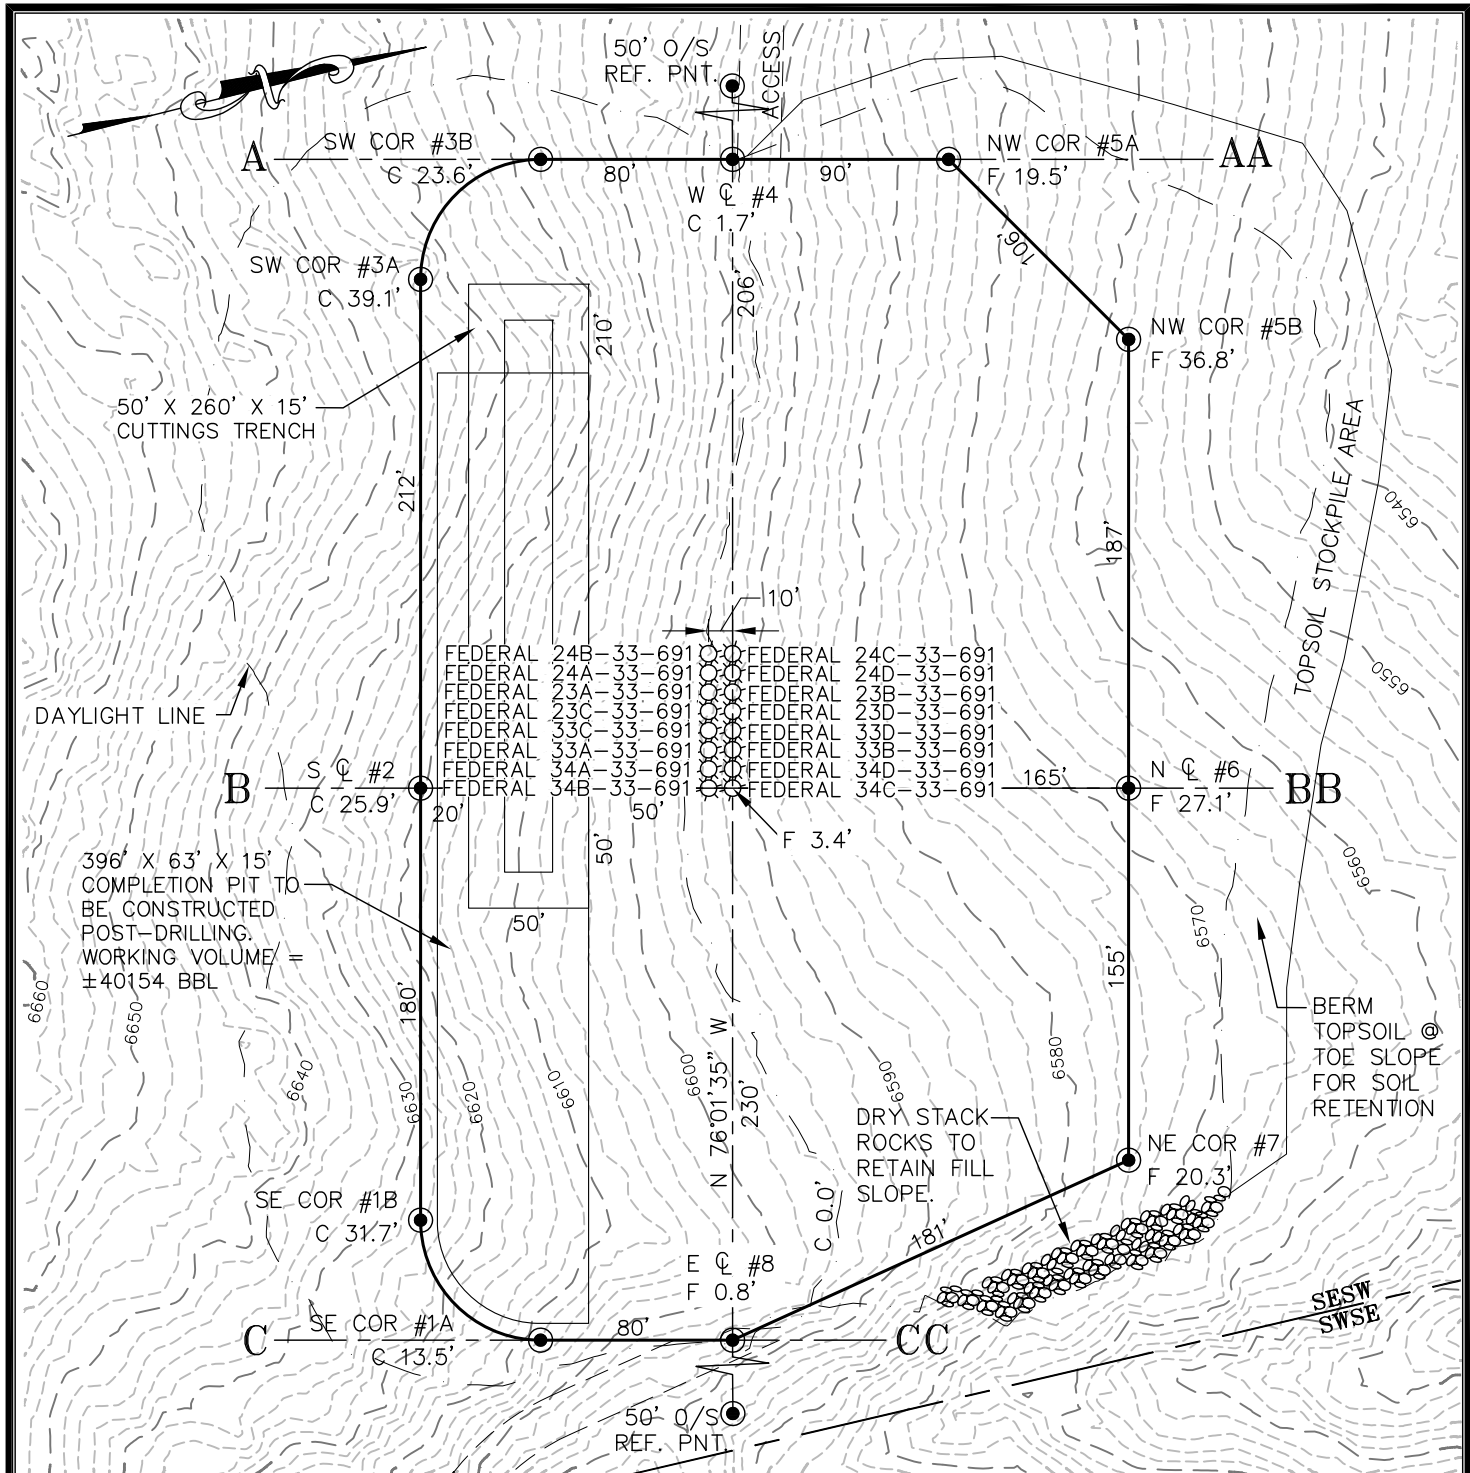 50' O/S
REF. PNT.
ACCESS
N
A
SW COR #3B
C 23.6'
80'
W ℄ #4
C 1.7'
90'
NW COR #5A
F 19.5'
AA
106'
SW COR #3A
C 39.1'
206'
210'
NW COR #5B
F 36.8'
50' X 260' X 15'
CUTTINGS TRENCH
212'
187'
TOPSOIL STOCKPILE AREA
6540
6550
10'
FEDERAL 24B-33-691
FEDERAL 24C-33-691
FEDERAL 24A-33-691
FEDERAL 24D-33-691
FEDERAL 23A-33-691
FEDERAL 23B-33-691
FEDERAL 23C-33-691
FEDERAL 23D-33-691
FEDERAL 33C-33-691
FEDERAL 33D-33-691
FEDERAL 33A-33-691
FEDERAL 33B-33-691
FEDERAL 34A-33-691
FEDERAL 34D-33-691
FEDERAL 34B-33-691
FEDERAL 34C-33-691
DAYLIGHT LINE
B
S ℄ #2
C 25.9'
20'
50'
165'
N ℄ #6
F 27.1'
BB
F 3.4'
50'
50'
396' X 63' X 15'
COMPLETION PIT TO
BE CONSTRUCTED
POST-DRILLING.
WORKING VOLUME =
±40154 BBL
6560
6570
155'
180'
6660
6650
6640
6630
6620
6610
6600
6590
6580
N 76°01'35" W
230'
BERM
TOPSOIL @
TOE SLOPE
FOR SOIL
RETENTION
DRY STACK
ROCKS TO
RETAIN FILL
SLOPE.
NE COR #7
F 20.3'
SE COR #1B
C 31.7'
C 0.0'
181'
E ℄ #8
F 0.8'
C
SE COR #1A
C 13.5'
80'
CC
SESW
SWSE
50' O/S
REF. PNT.